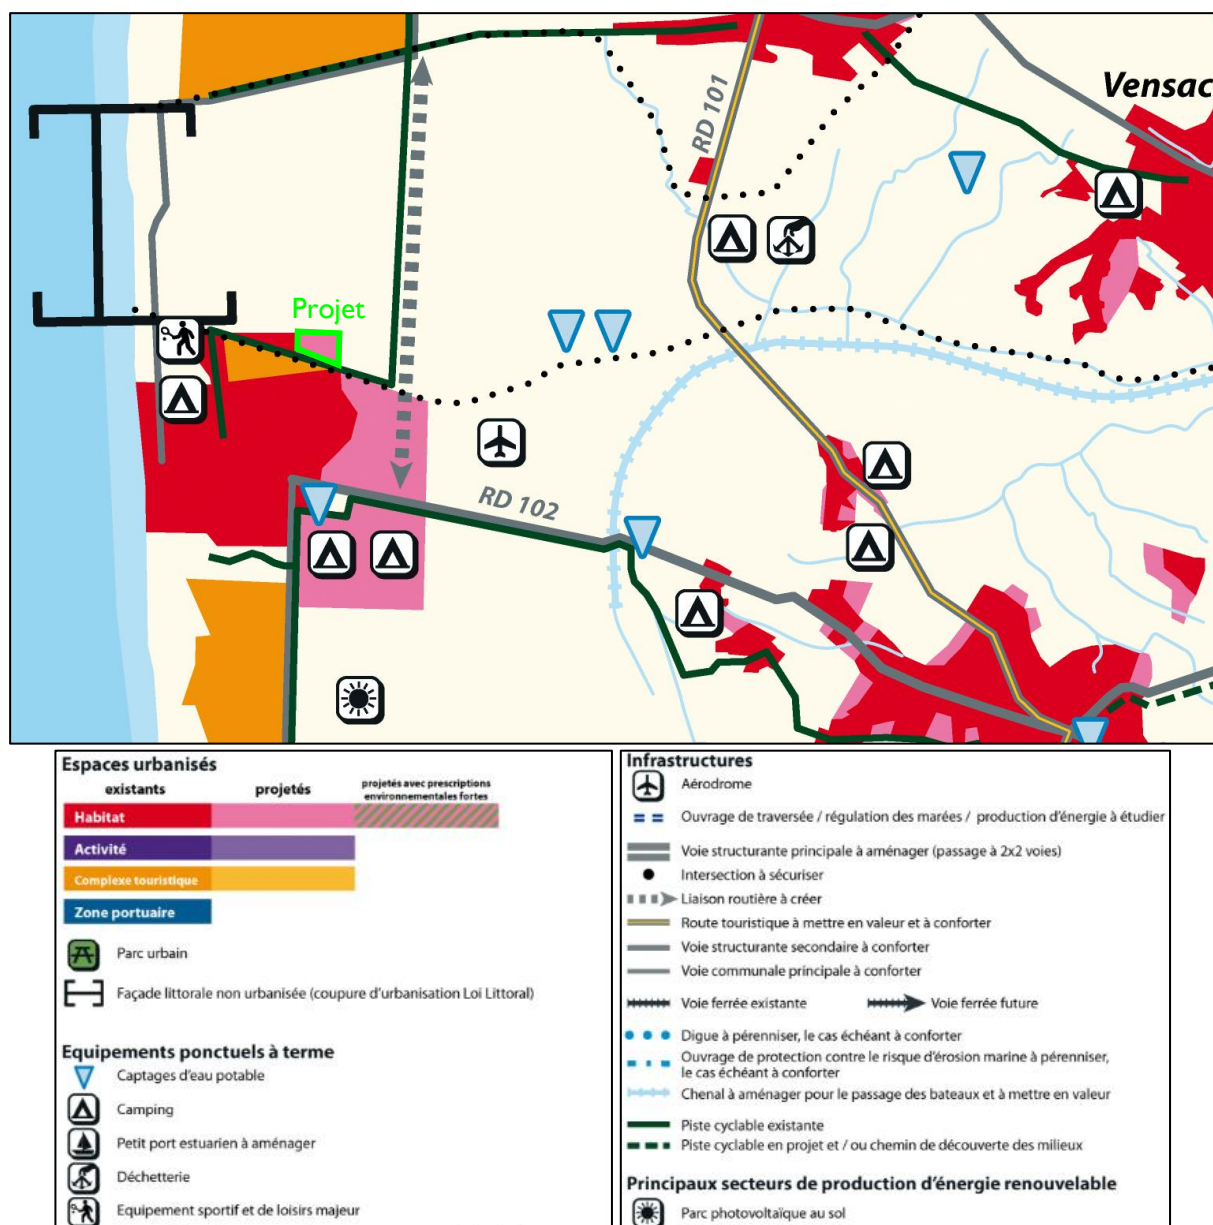 Vensac
RD 101
Projet
RD 102
Espaces urbanisés
existants
projetés
projetés avec prescriptions
environnementales fortes
Habitat
Activité
Complexe touristique
Zone portuaire
Parc urbain
Façade littorale non urbanisée (coupure d'urbanisation Loi Littoral)
Equipements ponctuels à terme
Captages d'eau potable
Camping
Petit port estuarien à aménager
Déchetterie
Equipement sportif et de loisirs majeur
Infrastructures
Aérodrome
Ouvrage de traversée / régulation des marées / production d'énergie à étudier
Voie structurante principale à aménager (passage à 2x2 voies)
Intersection à sécuriser
Liaison routière à créer
Route touristique à mettre en valeur et à conforter
Voie structurante secondaire à conforter
Voie communale principale à conforter
Voie ferrée existante
Voie ferrée future
Digue à pérenniser, le cas échéant à conforter
Ouvrage de protection contre le risque d'érosion marine à pérenniser,
le cas échéant à conforter
Chenal à aménager pour le passage des bateaux et à mettre en valeur
Piste cyclable existante
Piste cyclable en projet et / ou chemin de découverte des milieux
Principaux secteurs de production d'énergie renouvelable
Parc photovoltaïque au sol